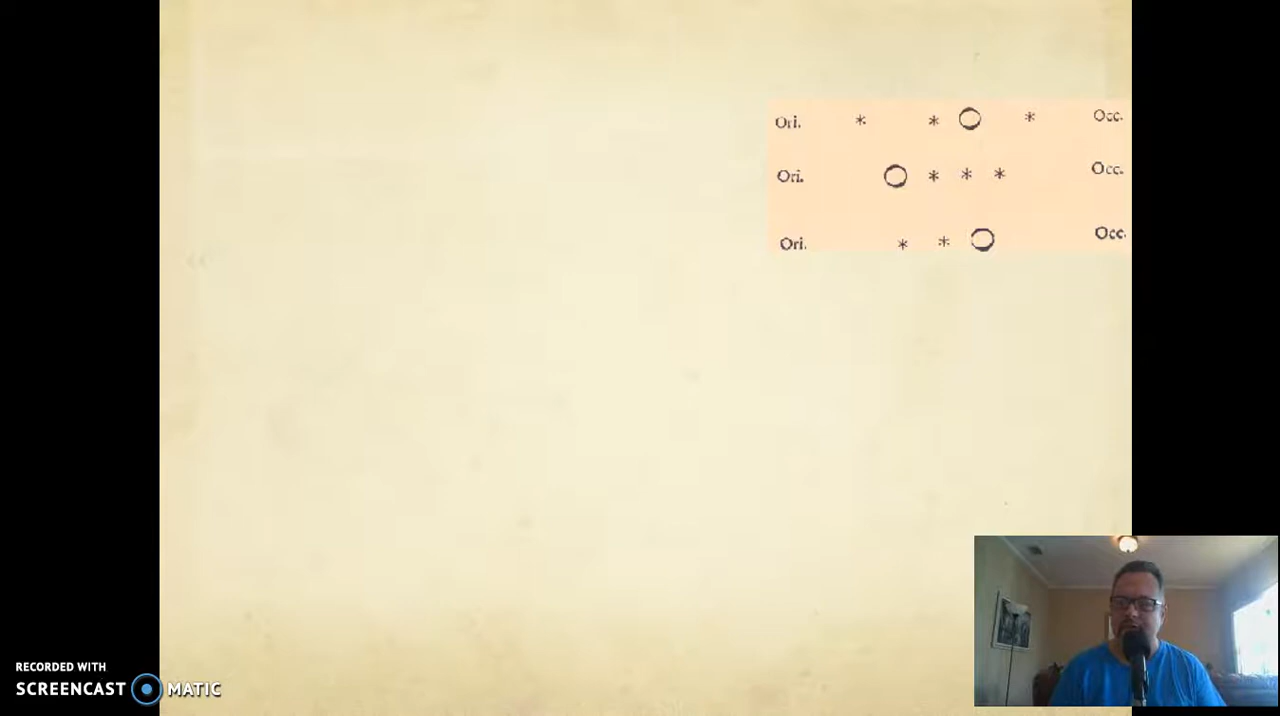 Ori. * * O * Occ.
Ori. O * * * Occ.
Ori. * * O Occ.
RECORDED WITH
SCREENCAST MATIC